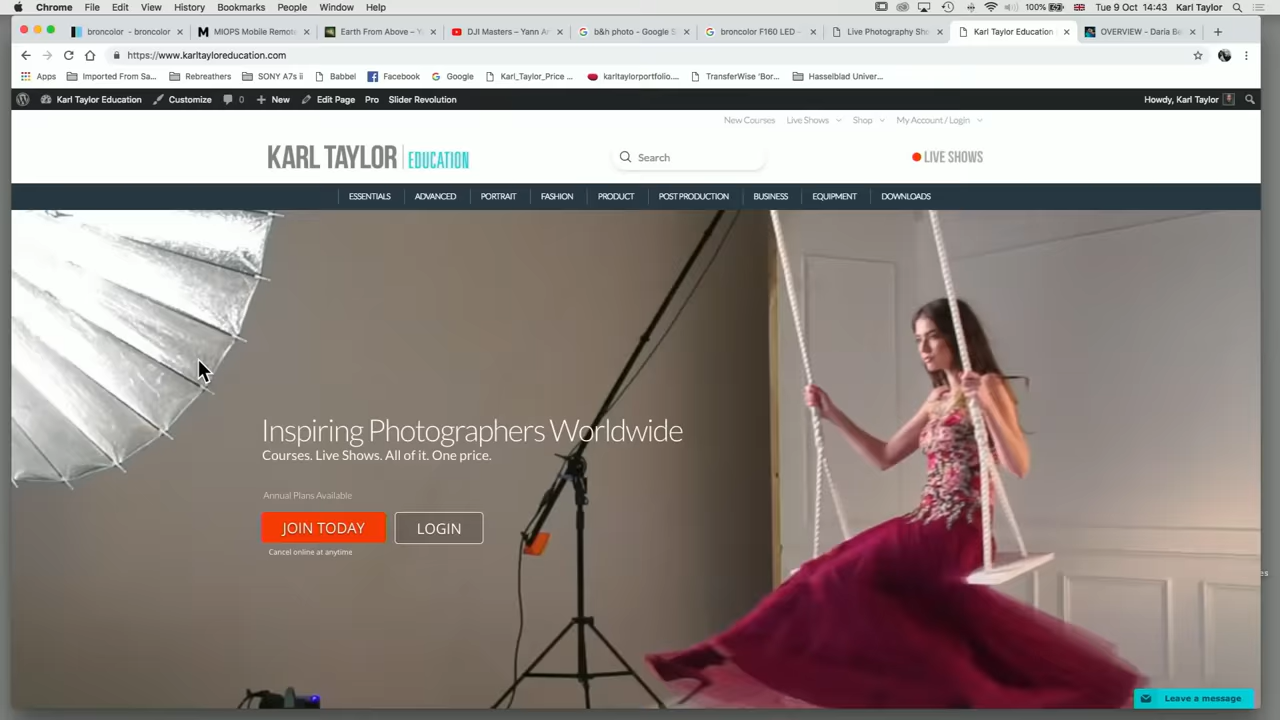 Chrome File Edit View History Bookmarks People Window Help 100% Tue 9 Oct 14:43 Karl Taylor
broncolor - broncolor × MIOPS Mobile Remote × Earth From Above – Y × DJI Masters – Yann A × b&h photo - Google S × broncolor F160 LED - × Live Photography Sho × Karl Taylor Education × OVERVIEW - Daria Be ×
https://www.karltayloreducation.com
Apps Imported From Sa... Rebreathers SONY A7s ii Babbel Facebook Google Karl_Taylor_Price ... karltaylorportfolio.... TransferWise 'Bor... Hasselblad Univer...
Karl Taylor Education Customize 0 New Edit Page Pro Slider Revolution Howdy, Karl Taylor
New Courses Live Shows Shop My Account / Login
KARL TAYLOR EDUCATION Search LIVE SHOWS
ESSENTIALS ADVANCED PORTRAIT FASHION PRODUCT POST PRODUCTION BUSINESS EQUIPMENT DOWNLOADS
Inspiring Photographers Worldwide
Courses. Live Shows. All of it. One price.
Annual Plans Available
JOIN TODAY LOGIN
Cancel online at anytime
Leave a message